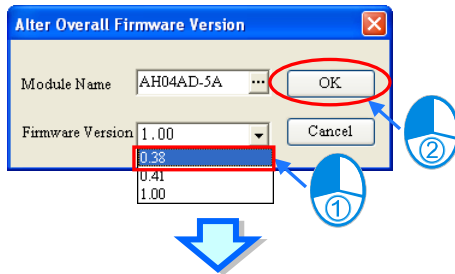 Alter Overall Firmware Version
Module Name AH04AD-5A ... OK
Firmware Version 1.00 Cancel
0.38
0.41
1.00
①
②